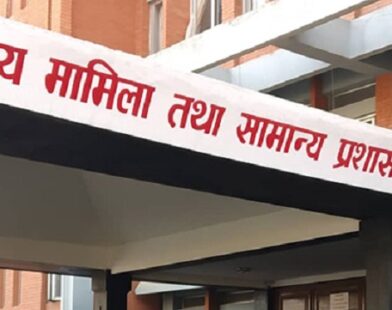 य मामिला तथा सामान्य प्रशास